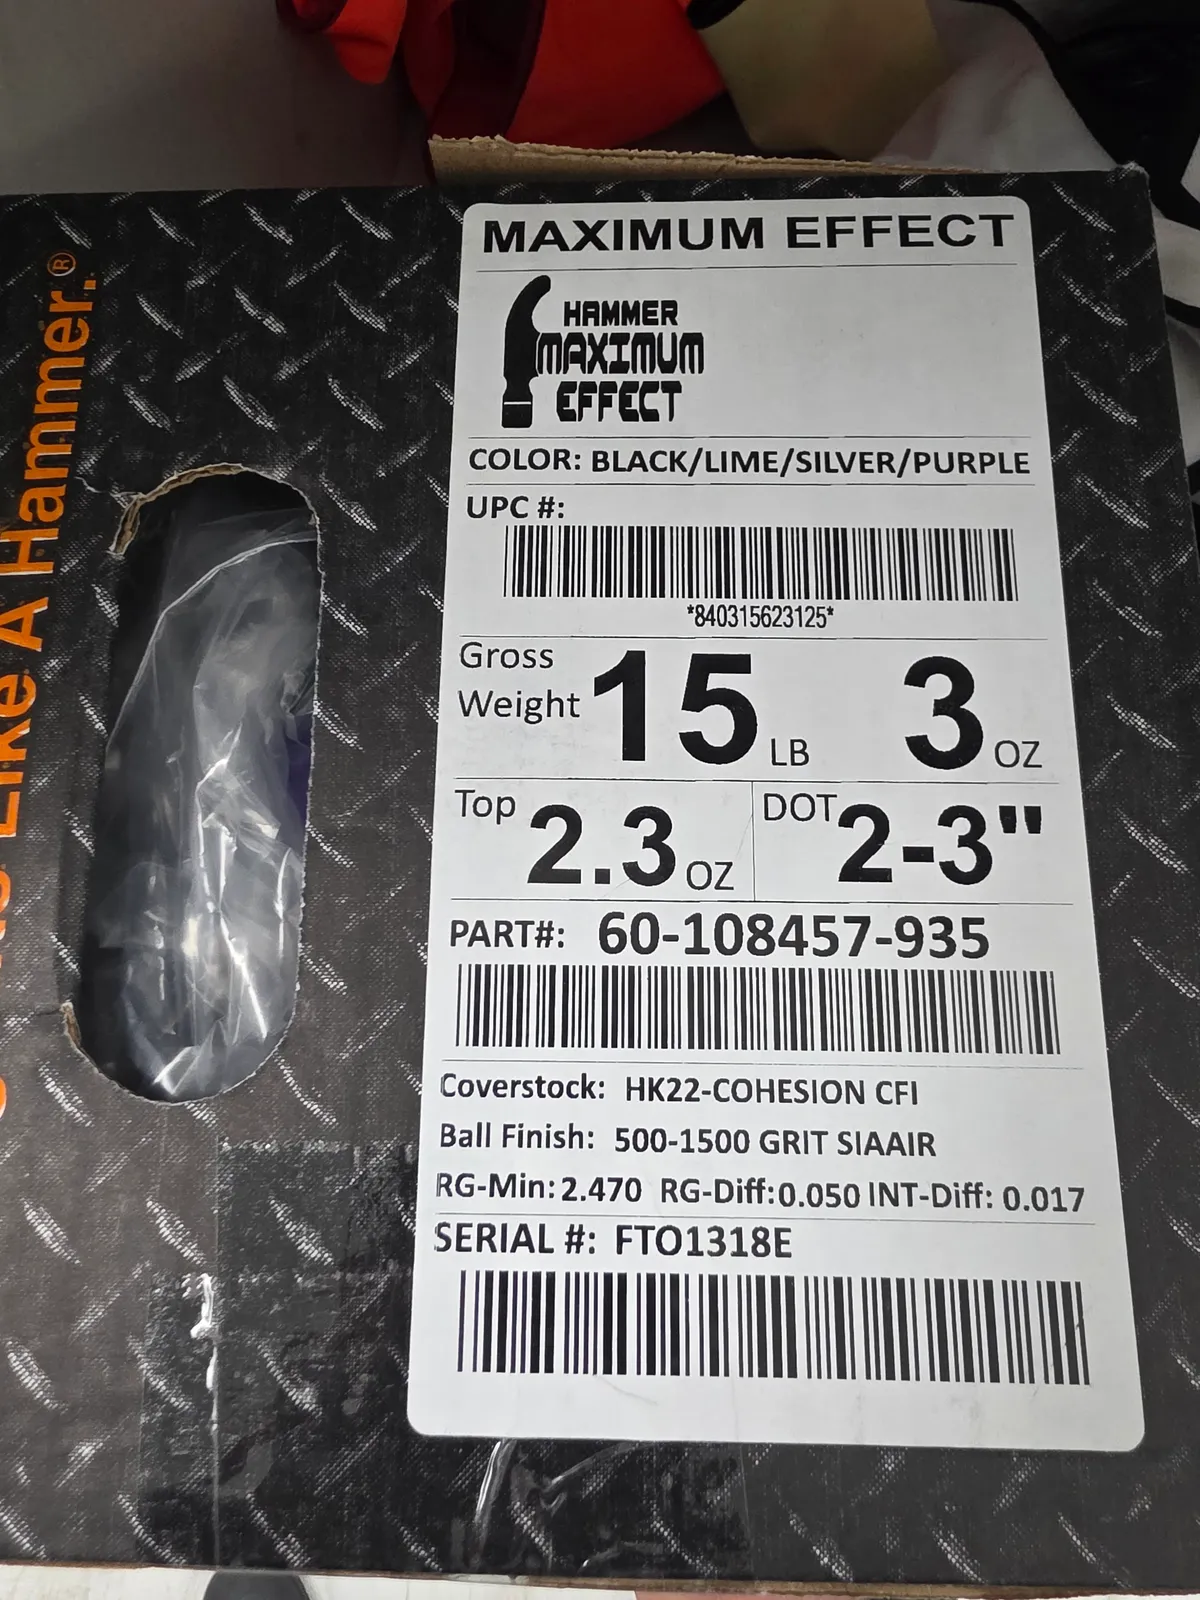 Like A Hammer.®
MAXIMUM EFFECT
HAMMER
MAXIMUM
EFFECT
COLOR: BLACK/LIME/SILVER/PURPLE
UPC #:
*840315623125*
Gross Weight 15 LB 3 OZ
Top 2.3 OZ DOT 2-3"
PART#: 60-108457-935
Coverstock: HK22-COHESION CFI
Ball Finish: 500-1500 GRIT SIAAIR
RG-Min: 2.470 RG-Diff: 0.050 INT-Diff: 0.017
SERIAL #: FTO1318E